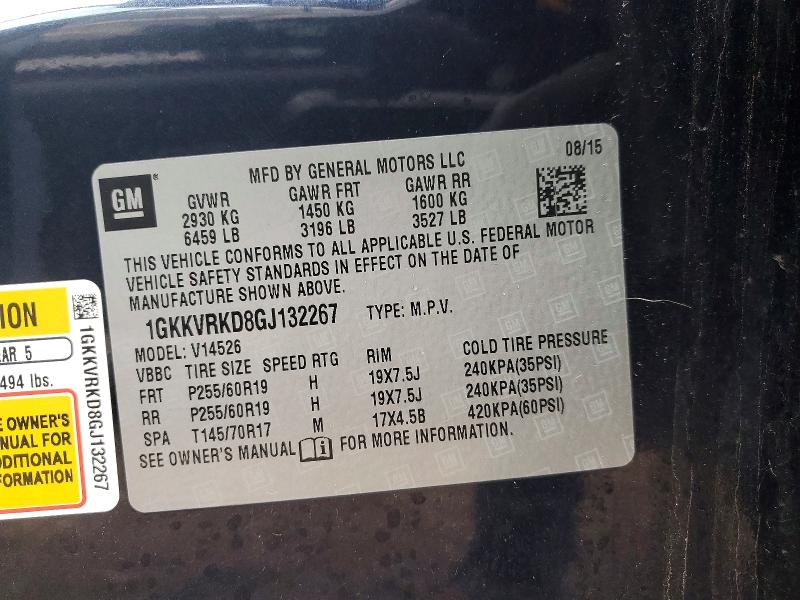 GM
MFD BY GENERAL MOTORS LLC
08/15
GVWR GAWR FRT GAWR RR
2930 KG 1450 KG 1600 KG
6459 LB 3196 LB 3527 LB
THIS VEHICLE CONFORMS TO ALL APPLICABLE U.S. FEDERAL MOTOR
VEHICLE SAFETY STANDARDS IN EFFECT ON THE DATE OF
MANUFACTURE SHOWN ABOVE.
1GKKVRKD8GJ132267 TYPE: M.P.V.
MODEL: V14526
VBBC TIRE SIZE SPEED RTG RIM COLD TIRE PRESSURE
FRT P255/60R19 H 19X7.5J 240KPA(35PSI)
RR P255/60R19 H 19X7.5J 240KPA(35PSI)
SPA T145/70R17 M 17X4.5B 420KPA(60PSI)
SEE OWNER'S MANUAL FOR MORE INFORMATION.
ION
AR 5
494 lbs.
E OWNER'S
NUAL FOR
DDITIONAL
FORMATION
1GKKVRKD8GJ132267